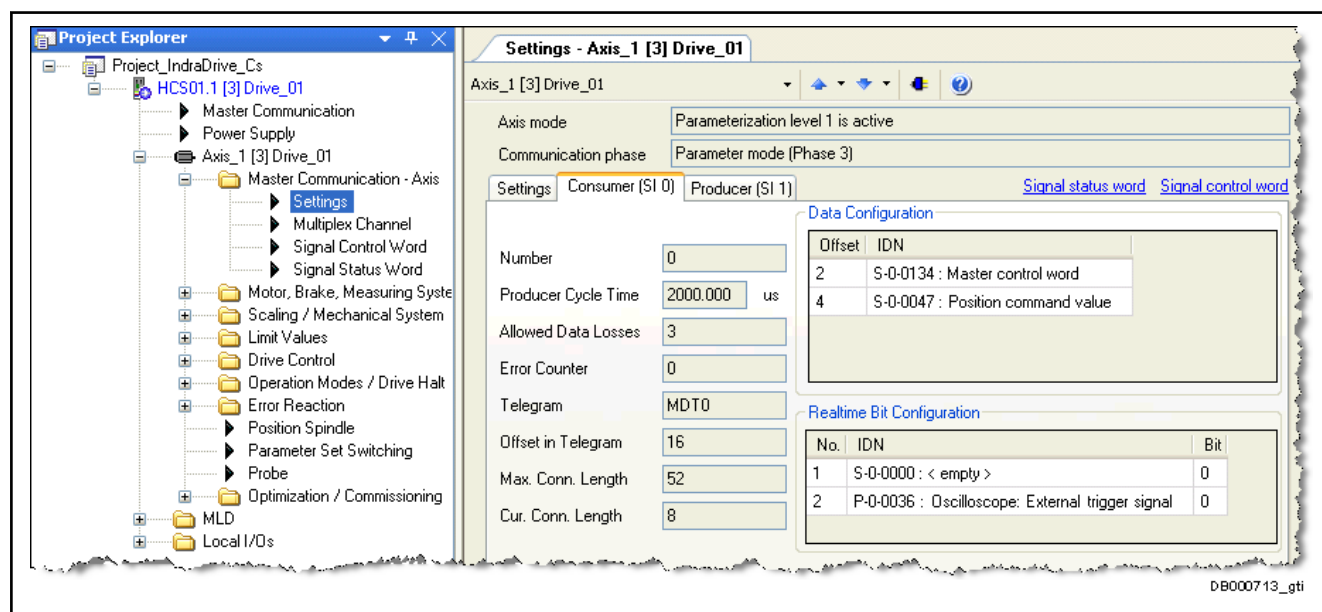 Project Explorer
Project_IndraDrive_Cs
HCS01.1 [3] Drive_01
Master Communication
Power Supply
Axis_1 [3] Drive_01
Master Communication - Axis
Settings
Multiplex Channel
Signal Control Word
Signal Status Word
Motor, Brake, Measuring Syste
Scaling / Mechanical System
Limit Values
Drive Control
Operation Modes / Drive Halt
Error Reaction
Position Spindle
Parameter Set Switching
Probe
Optimization / Commissioning
MLD
Local I/Os
Settings - Axis_1 [3] Drive_01
Axis_1 [3] Drive_01
Axis mode Parameterization level 1 is active
Communication phase Parameter mode (Phase 3)
Settings Consumer (SI 0) Producer (SI 1) Signal status word Signal control word
Number 0
Producer Cycle Time 2000.000 us
Allowed Data Losses 3
Error Counter 0
Telegram MDT0
Offset in Telegram 16
Max. Conn. Length 52
Cur. Conn. Length 8
Data Configuration
Offset IDN
2 S-0-0134 : Master control word
4 S-0-0047 : Position command value
Realtime Bit Configuration
No. IDN Bit
1 S-0-0000 : < empty > 0
2 P-0-0036 : Oscilloscope: External trigger signal 0
DB000713_gti